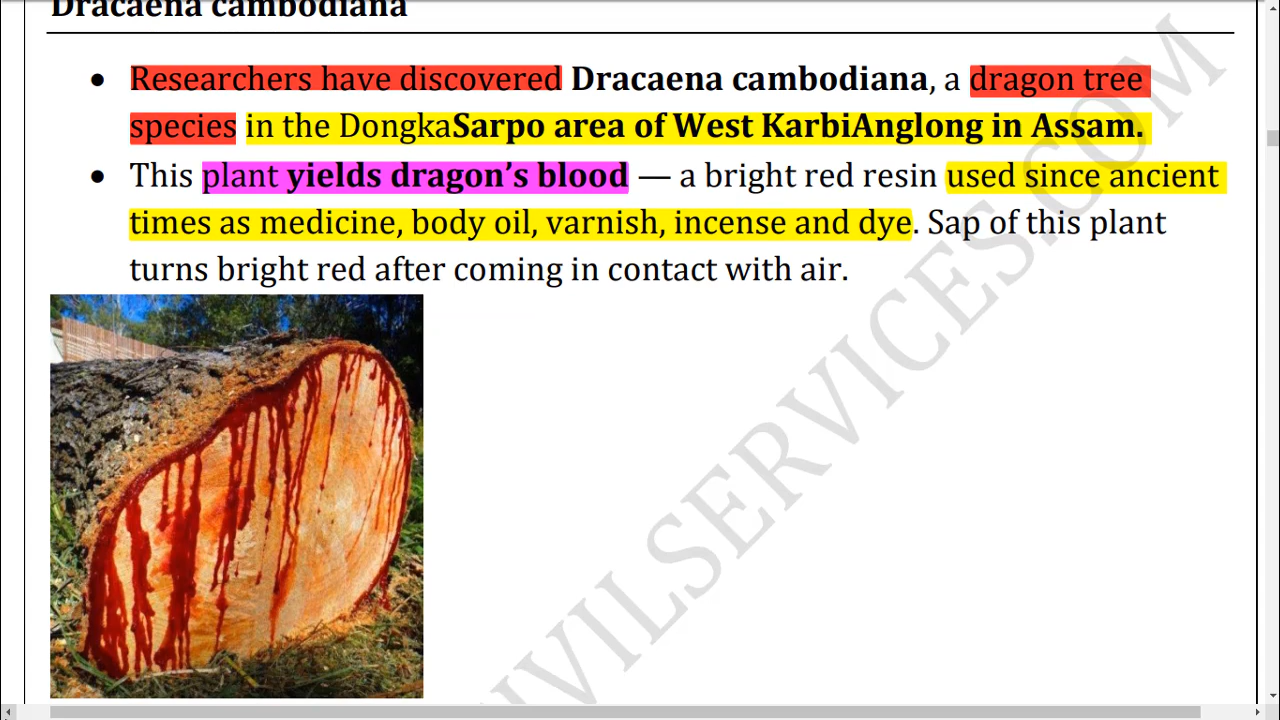 Dracaena cambodiana
• Researchers have discovered Dracaena cambodiana, a dragon tree
species in the DongkaSarpo area of West KarbiAnglong in Assam.
• This plant yields dragon’s blood — a bright red resin used since ancient
times as medicine, body oil, varnish, incense and dye. Sap of this plant
turns bright red after coming in contact with air.
VILSERVICES.COM